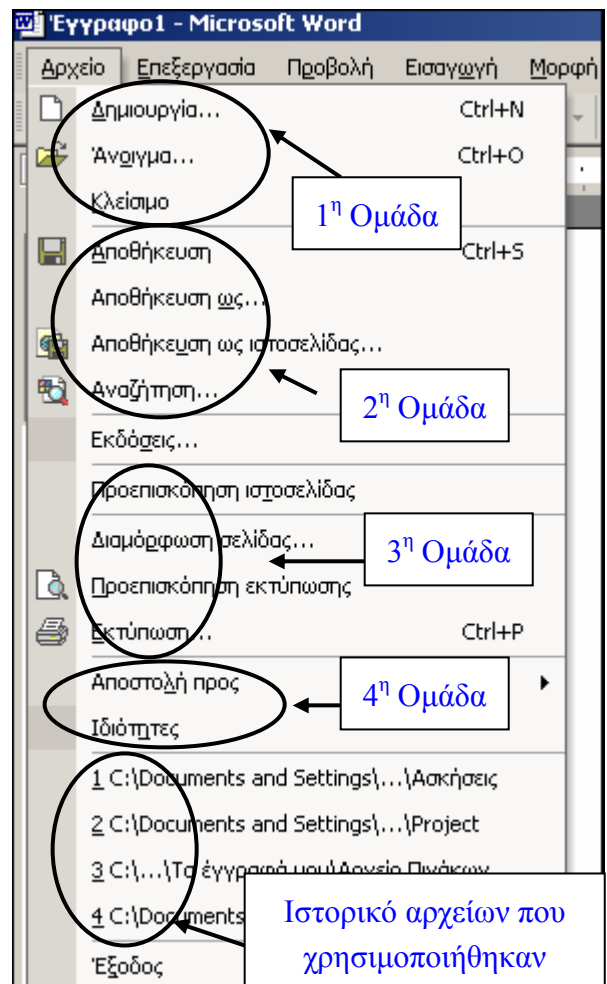 Έγγραφο1 - Microsoft Word
Αρχείο Επεξεργασία Προβολή Εισαγωγή Μορφή
Δημιουργία... Ctrl+N
Άνοιγμα... Ctrl+O
Κλείσιμο
1η Ομάδα
Αποθήκευση Ctrl+S
Αποθήκευση ως...
Αποθήκευση ως ιστοσελίδας...
Αναζήτηση...
2η Ομάδα
Εκδόσεις...
Προεπισκόπηση ιστοσελίδας
Διαμόρφωση σελίδας...
3η Ομάδα
Προεπισκόπηση εκτύπωσης
Εκτύπωση... Ctrl+P
Αποστολή προς
4η Ομάδα
Ιδιότητες
1 C:\Documents and Settings\...\Ασκήσεις
2 C:\Documents and Settings\...\Project
3 C:\...\Τα έγγραφά μου\Αρχείο Πινάκων
4 C:\Documents
Ιστορικό αρχείων που
χρησιμοποιήθηκαν
Έξοδος